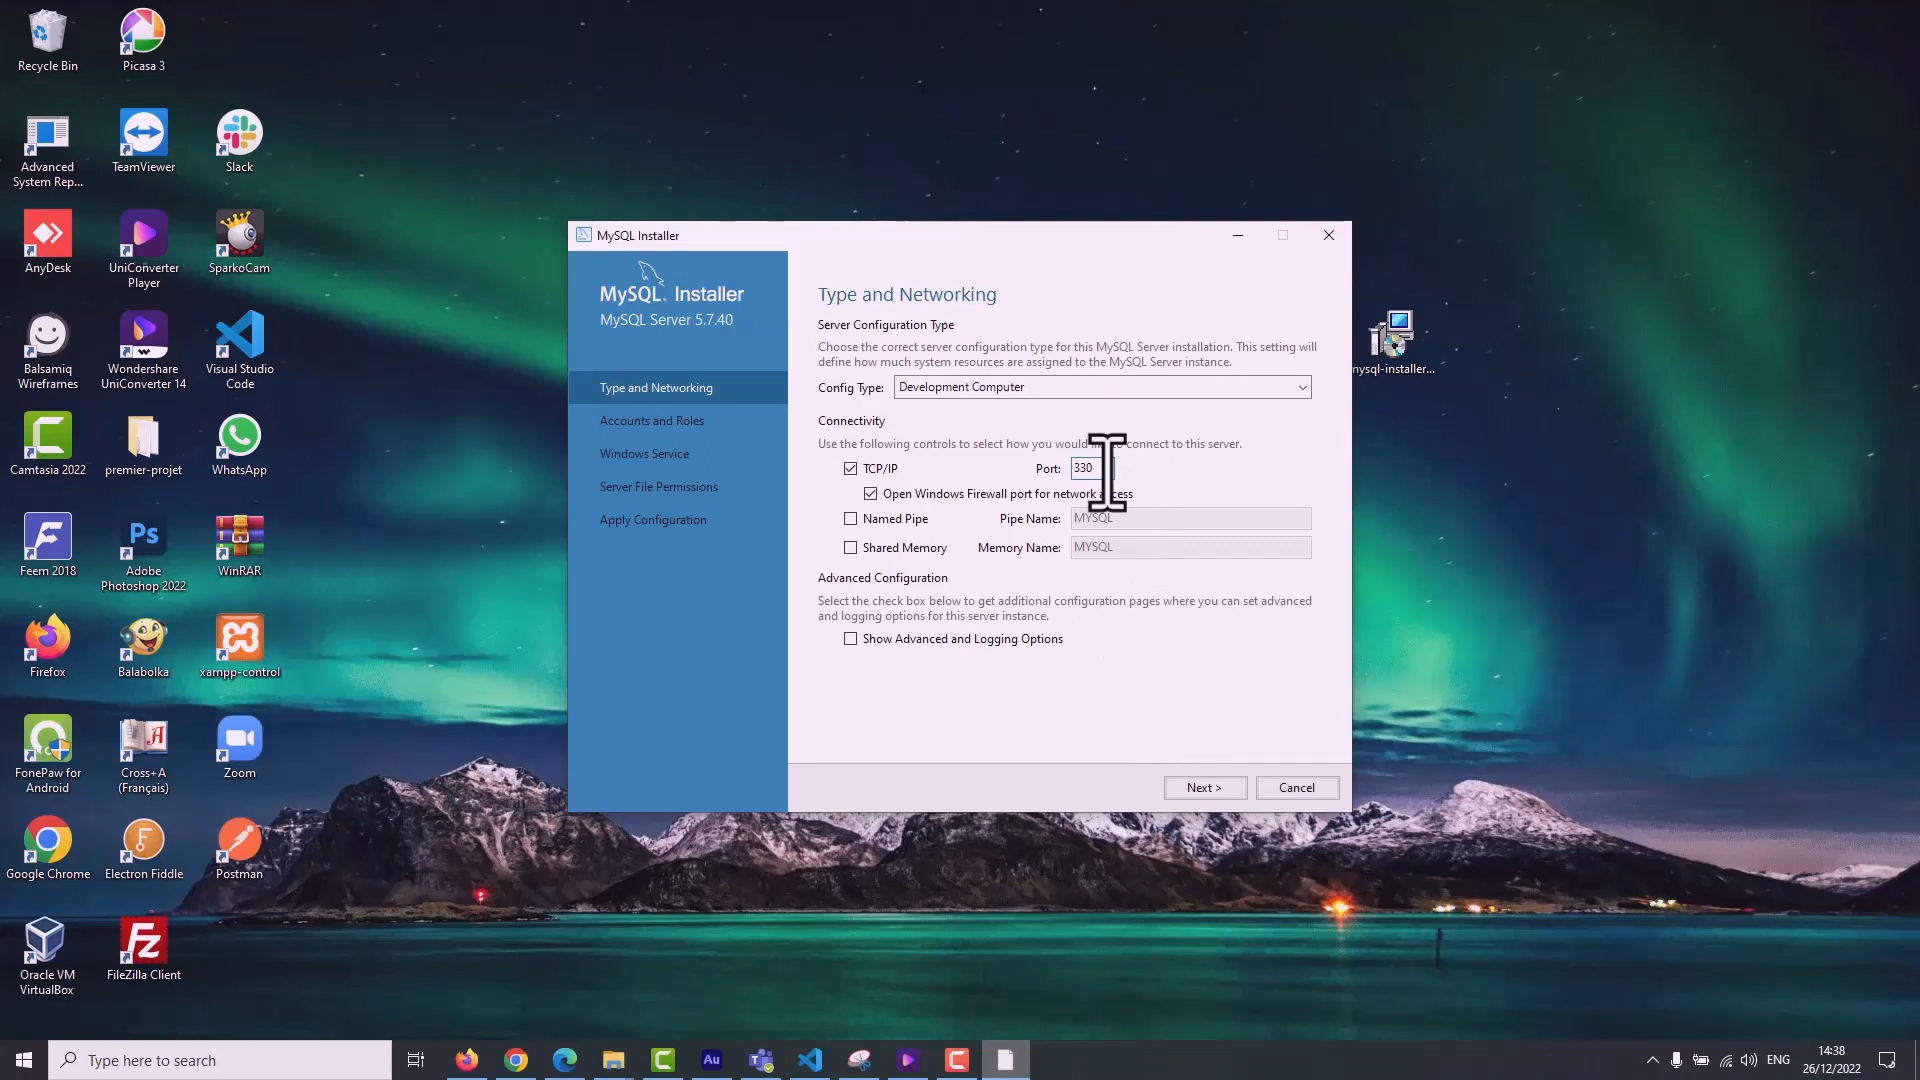 Recycle Bin
Picasa 3
Advanced
System Rep...
TeamViewer
Slack
AnyDesk
UniConverter
Player
SparkoCam
Balsamiq
Wireframes
Wondershare
UniConverter 14
Visual Studio
Code
Camtasia 2022
premier-projet
WhatsApp
Feem 2018
Ps
Adobe
Photoshop 2022
WinRAR
Firefox
Balabolka
xampp-control
FonePaw for
Android
Cross+A
(Français)
Zoom
Google Chrome
Electron Fiddle
Postman
Oracle VM
VirtualBox
Fz
FileZilla Client
mysql-installer...
MySQL Installer
MySQL. Installer
MySQL Server 5.7.40
Type and Networking
Accounts and Roles
Windows Service
Server File Permissions
Apply Configuration
Type and Networking
Server Configuration Type
Choose the correct server configuration type for this MySQL Server installation. This setting will
define how much system resources are assigned to the MySQL Server instance.
Config Type: Development Computer
Connectivity
Use the following controls to select how you would connect to this server.
TCP/IP Port: 330
Open Windows Firewall port for network access
Named Pipe Pipe Name: MYSQL
Shared Memory Memory Name: MYSQL
Advanced Configuration
Select the check box below to get additional configuration pages where you can set advanced
and logging options for this server instance.
Show Advanced and Logging Options
Next > Cancel
Type here to search
Au
ENG
14:38
26/12/2022